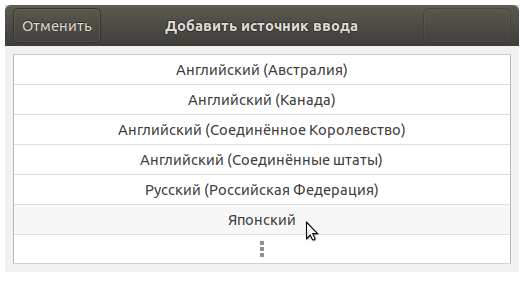 Отменить
Добавить источник ввода
Английский (Австралия)
Английский (Канада)
Английский (Соединённое Королевство)
Английский (Соединённые штаты)
Русский (Российская Федерация)
Японский